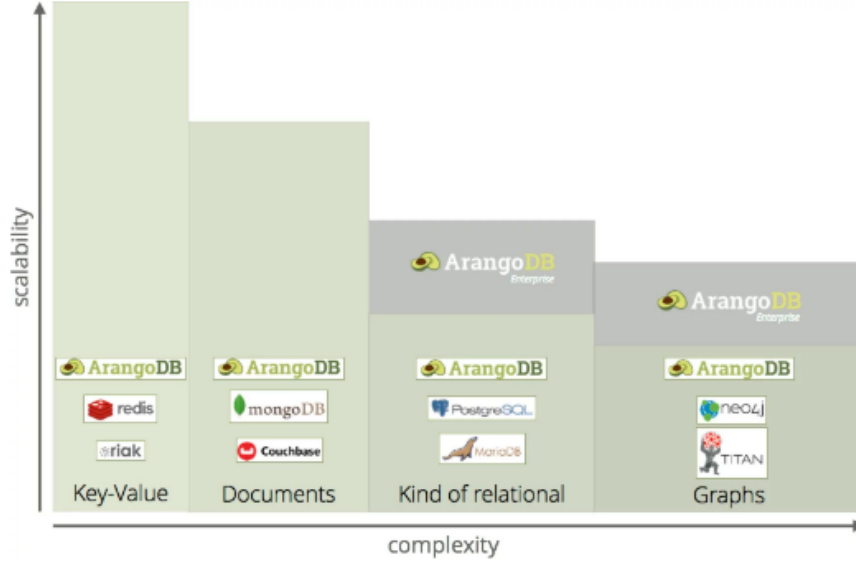 scalability
ArangoDB
Enterprise
ArangoDB
Enterprise
ArangoDB
ArangoDB
ArangoDB
ArangoDB
redis
mongoDB
PostgreSQL
neo4j
riak
Couchbase
MariaDB
TITAN
Key-Value
Documents
Kind of relational
Graphs
complexity